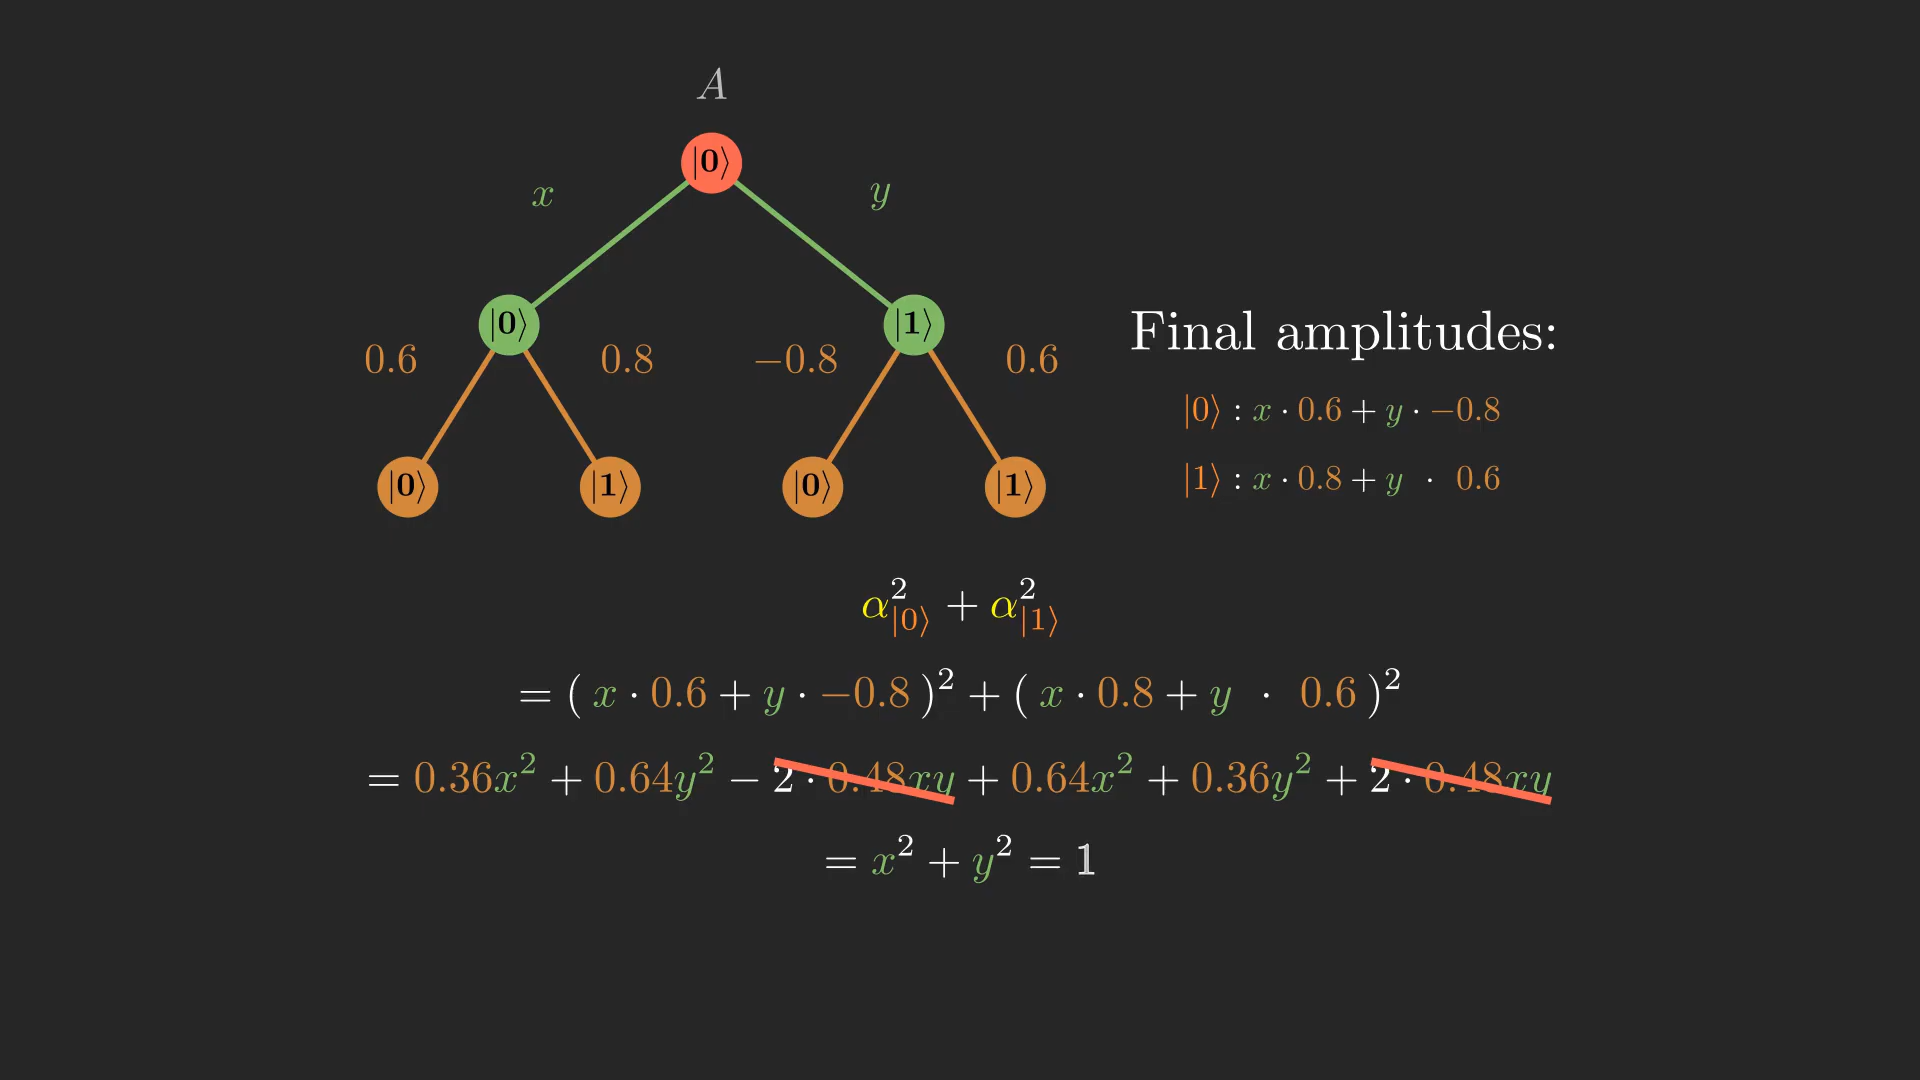 A
|0⟩
x y
|0⟩ |1⟩
0.6 0.8 −0.8 0.6
|0⟩ |1⟩ |0⟩ |1⟩
Final amplitudes:
|0⟩ : x · 0.6 + y · −0.8
|1⟩ : x · 0.8 + y · 0.6
α²|0⟩ + α²|1⟩
= ( x · 0.6 + y · −0.8 )² + ( x · 0.8 + y · 0.6 )²
= 0.36x² + 0.64y² − 2 · 0.48xy + 0.64x² + 0.36y² + 2 · 0.48xy
= x² + y² = 1